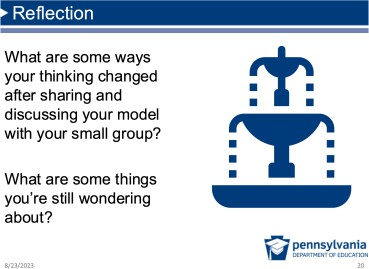 Reflection
What are some ways
your thinking changed
after sharing and
discussing your model
with your small group?
What are some things
you're still wondering
about?
pennsylvania
DEPARTMENT OF EDUCATION
8/23/2023
20